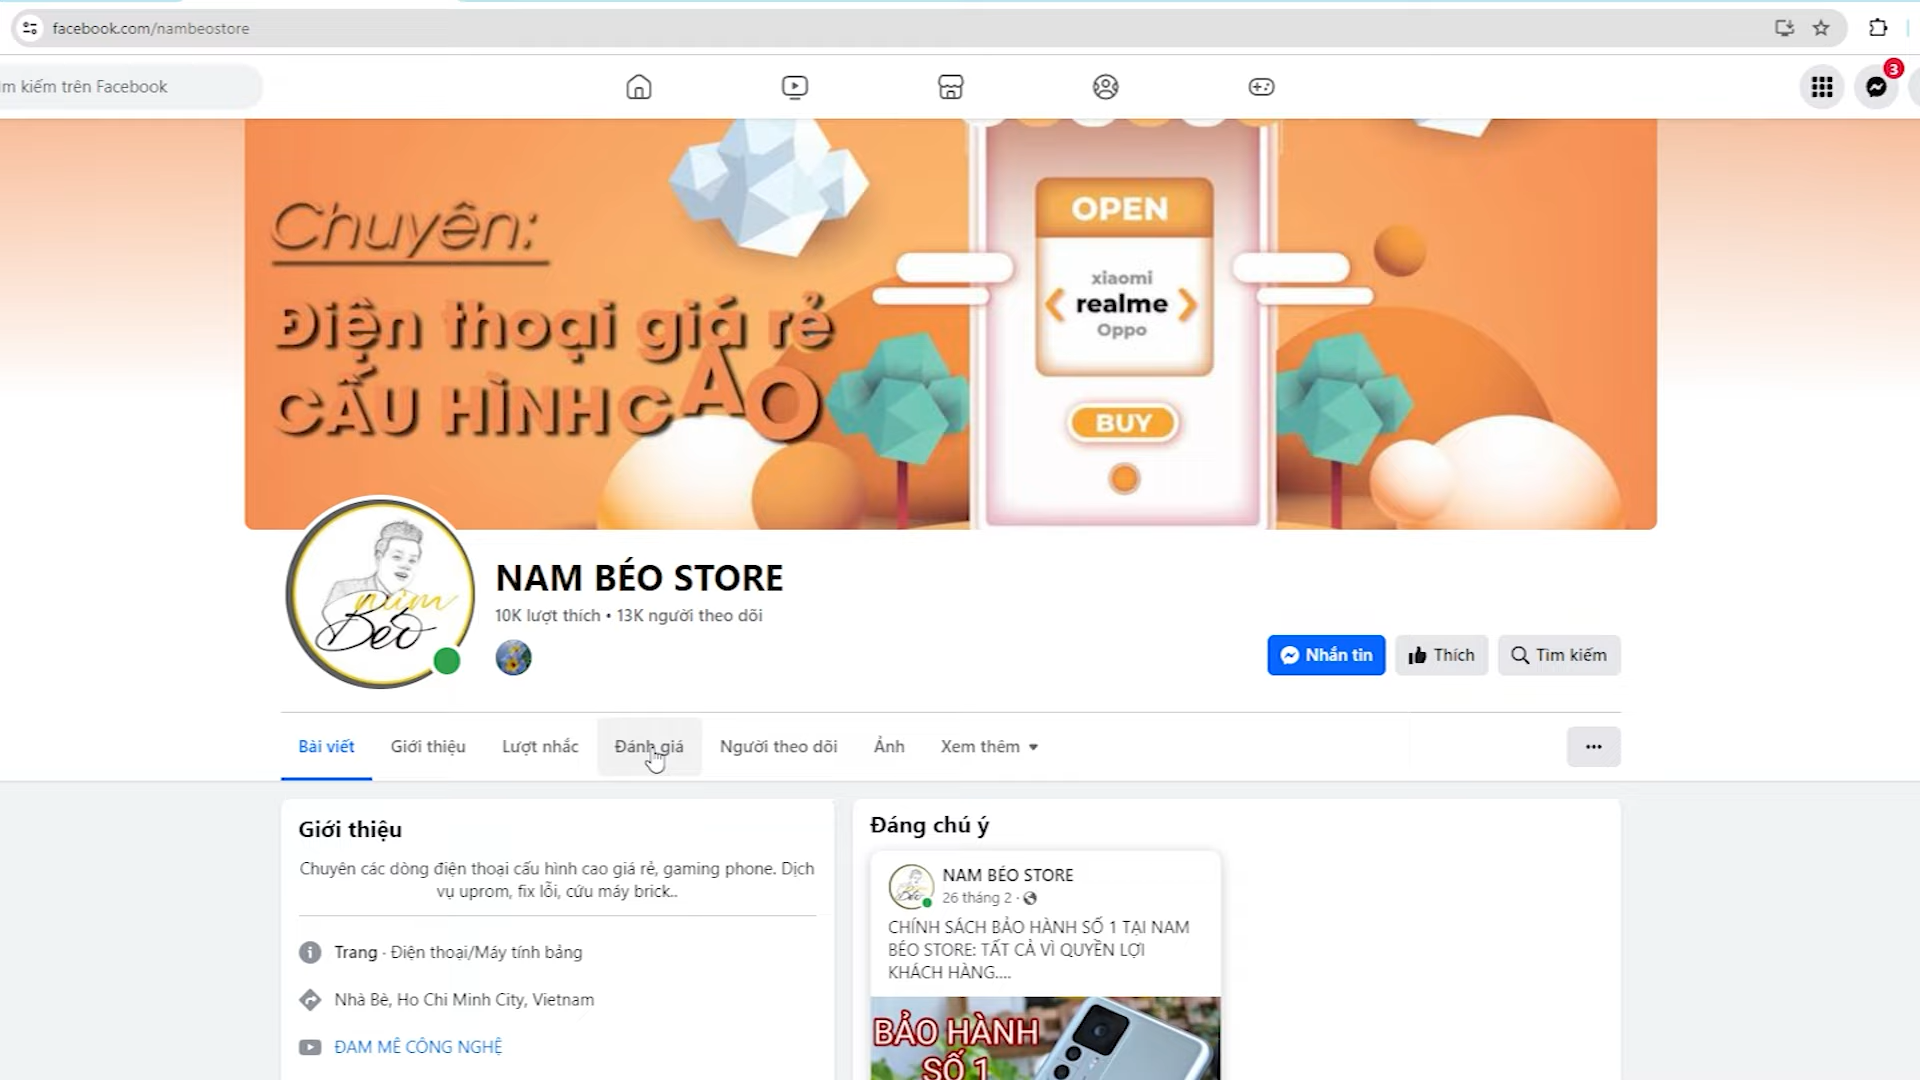 facebook.com/nambeostore
m kiếm trên Facebook
3
Chuyên:
Điện thoại giá rẻ
CẤU HÌNH CAO
OPEN
xiaomi
realme
Oppo
BUY
năm
Béo
NAM BÉO STORE
10K lượt thích • 13K người theo dõi
Nhắn tin
Thích
Tìm kiếm
Bài viết
Giới thiệu
Lượt nhắc
Đánh giá
Người theo dõi
Ảnh
Xem thêm
Giới thiệu
Chuyên các dòng điện thoại cấu hình cao giá rẻ, gaming phone. Dịch
vụ uprom, fix lỗi, cứu máy brick..
Trang · Điện thoại/Máy tính bảng
Nhà Bè, Ho Chi Minh City, Vietnam
ĐAM MÊ CÔNG NGHỆ
Đáng chú ý
NAM BÉO STORE
26 tháng 2 ·
CHÍNH SÁCH BẢO HÀNH SỐ 1 TẠI NAM
BÉO STORE: TẤT CẢ VÌ QUYỀN LỢI
KHÁCH HÀNG....
BẢO HÀNH
SỐ 1